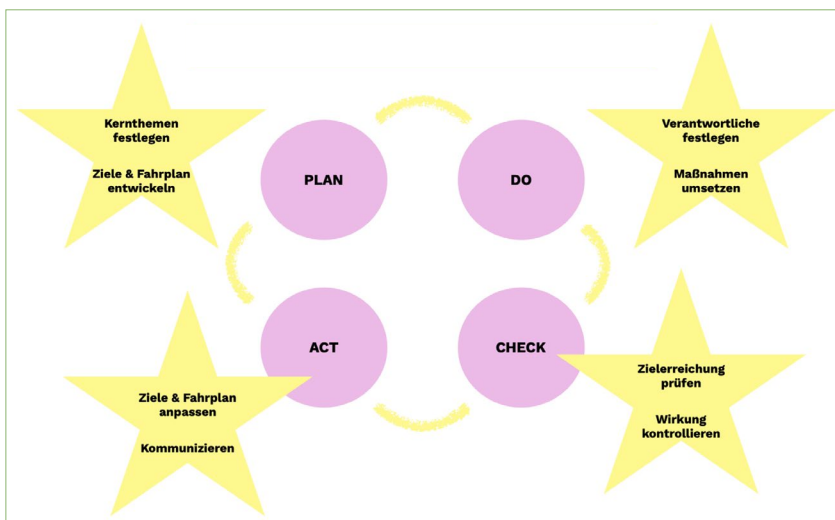 Kernthemen
festlegen
Ziele & Fahrplan
entwickeln
PLAN
DO
Verantwortliche
festlegen
Maßnahmen
umsetzen
ACT
CHECK
Ziele & Fahrplan
anpassen
Kommunizieren
Zielerreichung
prüfen
Wirkung
kontrollieren